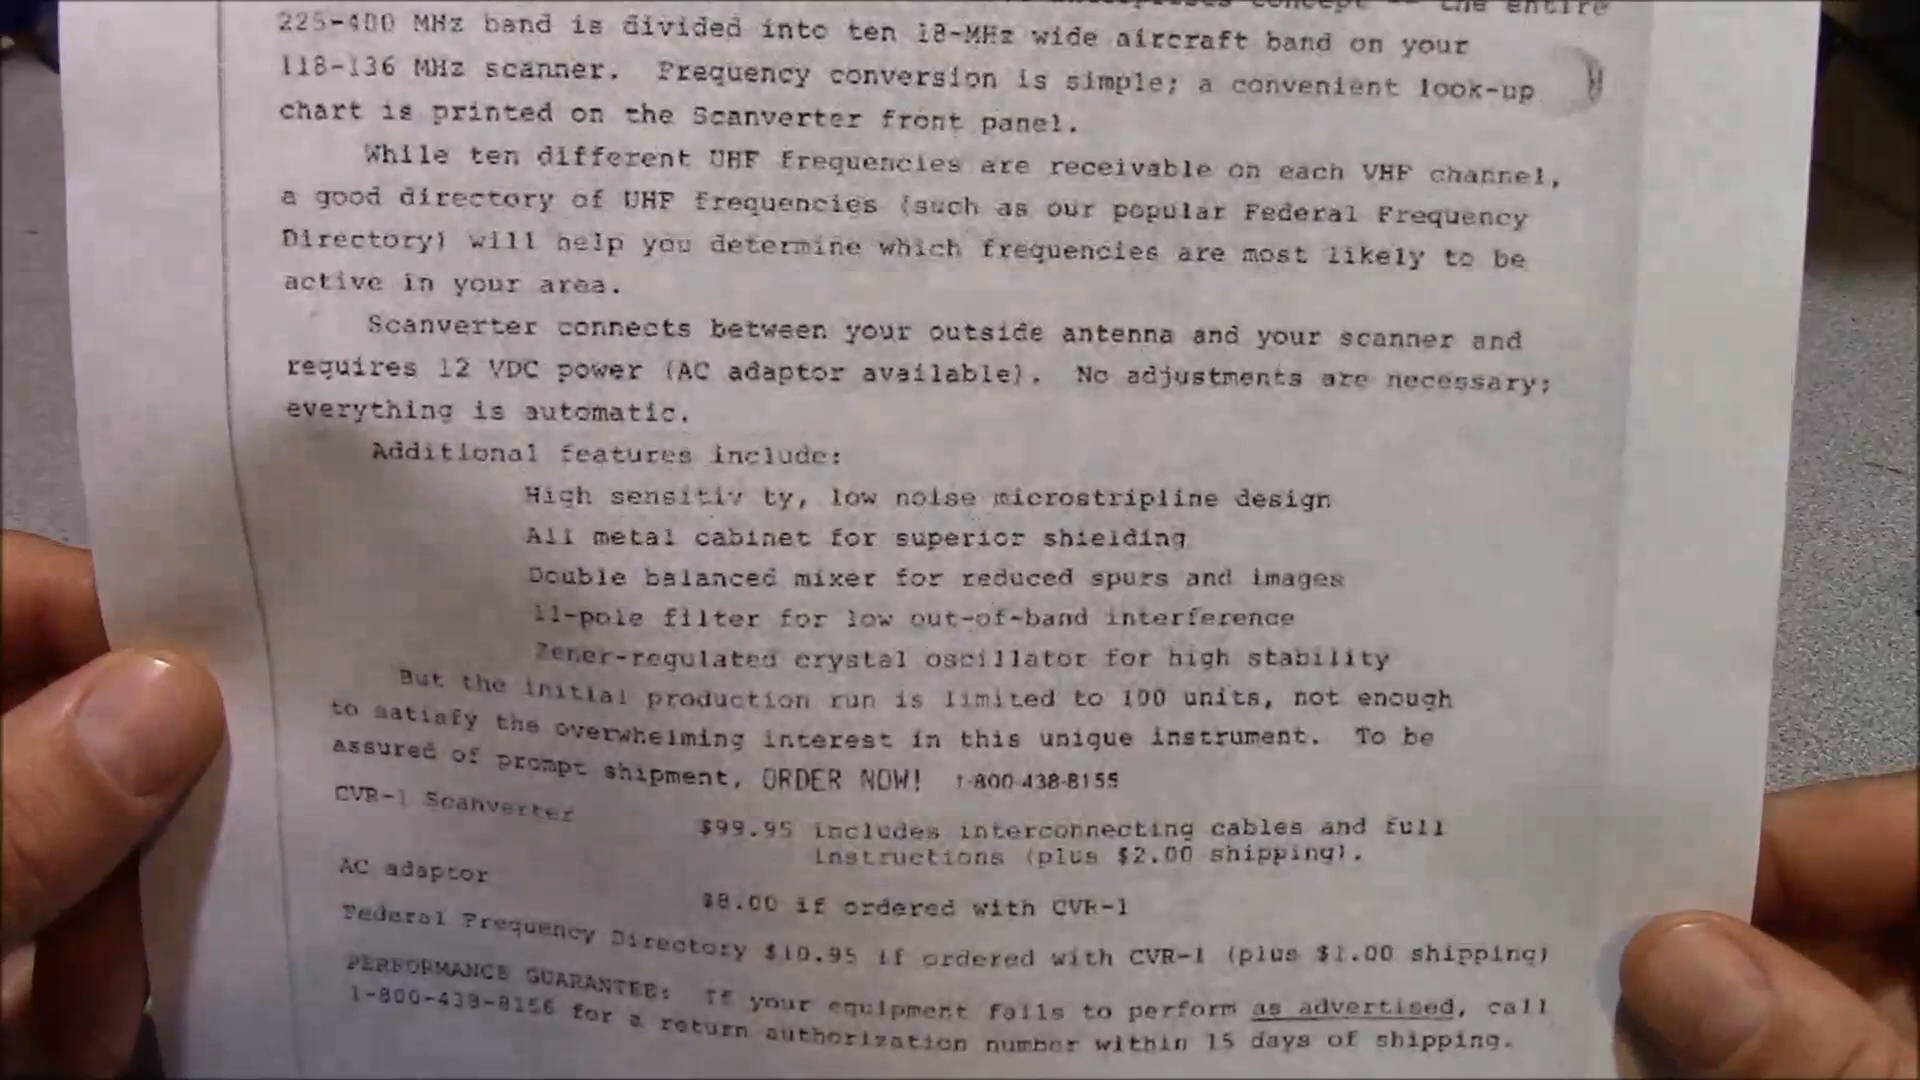 concept -- the entire
225-400 MHz band is divided into ten 18-MHz wide aircraft band on your
118-136 MHz scanner. Frequency conversion is simple; a convenient look-up
chart is printed on the Scanverter front panel.
While ten different UHF frequencies are receivable on each VHF channel,
a good directory of UHF frequencies (such as our popular Federal Frequency
Directory) will help you determine which frequencies are most likely to be
active in your area.
Scanverter connects between your outside antenna and your scanner and
requires 12 VDC power (AC adaptor available). No adjustments are necessary;
everything is automatic.
Additional features include:
High sensitiv ty, low noise microstripline design
All metal cabinet for superior shielding
Double balanced mixer for reduced spurs and images
11-pole filter for low out-of-band interference
Zener-regulated crystal oscillator for high stability
But the initial production run is limited to 100 units, not enough
to satisfy the overwhelming interest in this unique instrument. To be
assured of prompt shipment, ORDER NOW! 1-800-438-8155
CVR-1 Scanverter $99.95 includes interconnecting cables and full
instructions (plus $2.00 shipping).
AC adaptor $8.00 if ordered with CVR-1
Federal Frequency Directory $10.95 if ordered with CVR-1 (plus $1.00 shipping)
PERFORMANCE GUARANTEE: If your equipment fails to perform as advertised, call
1-800-438-8156 for a return authorization number within 15 days of shipping.